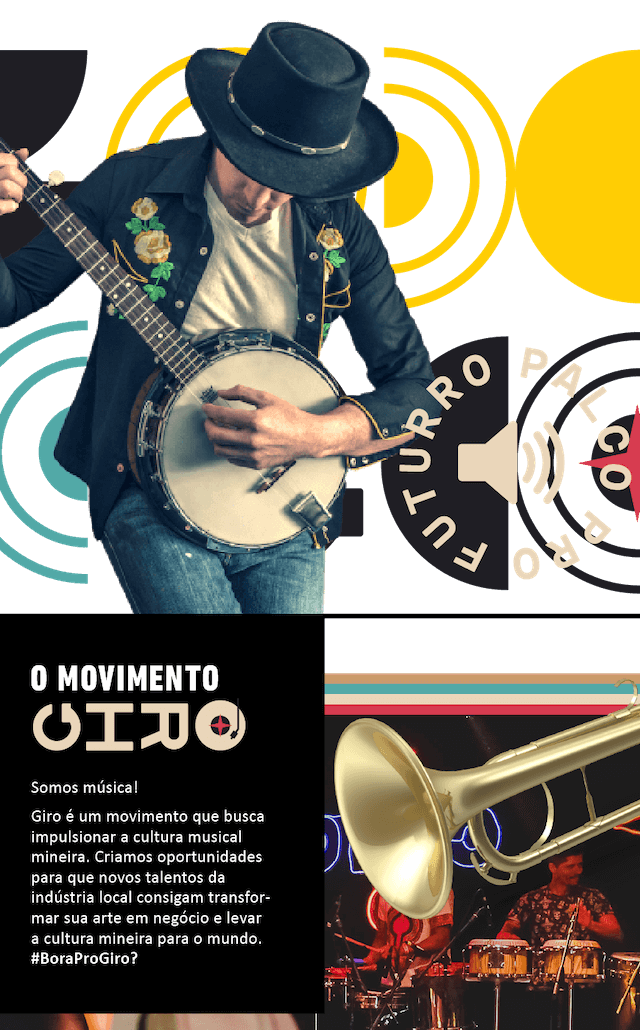 PALCO PRO FUTURRO
O MOVIMENTO
GIRO
Somos música!
Giro é um movimento que busca
impulsionar a cultura musical
mineira. Criamos oportunidades
para que novos talentos da
indústria local consigam transfor-
mar sua arte em negócio e levar
a cultura mineira para o mundo.
#BoraProGiro?